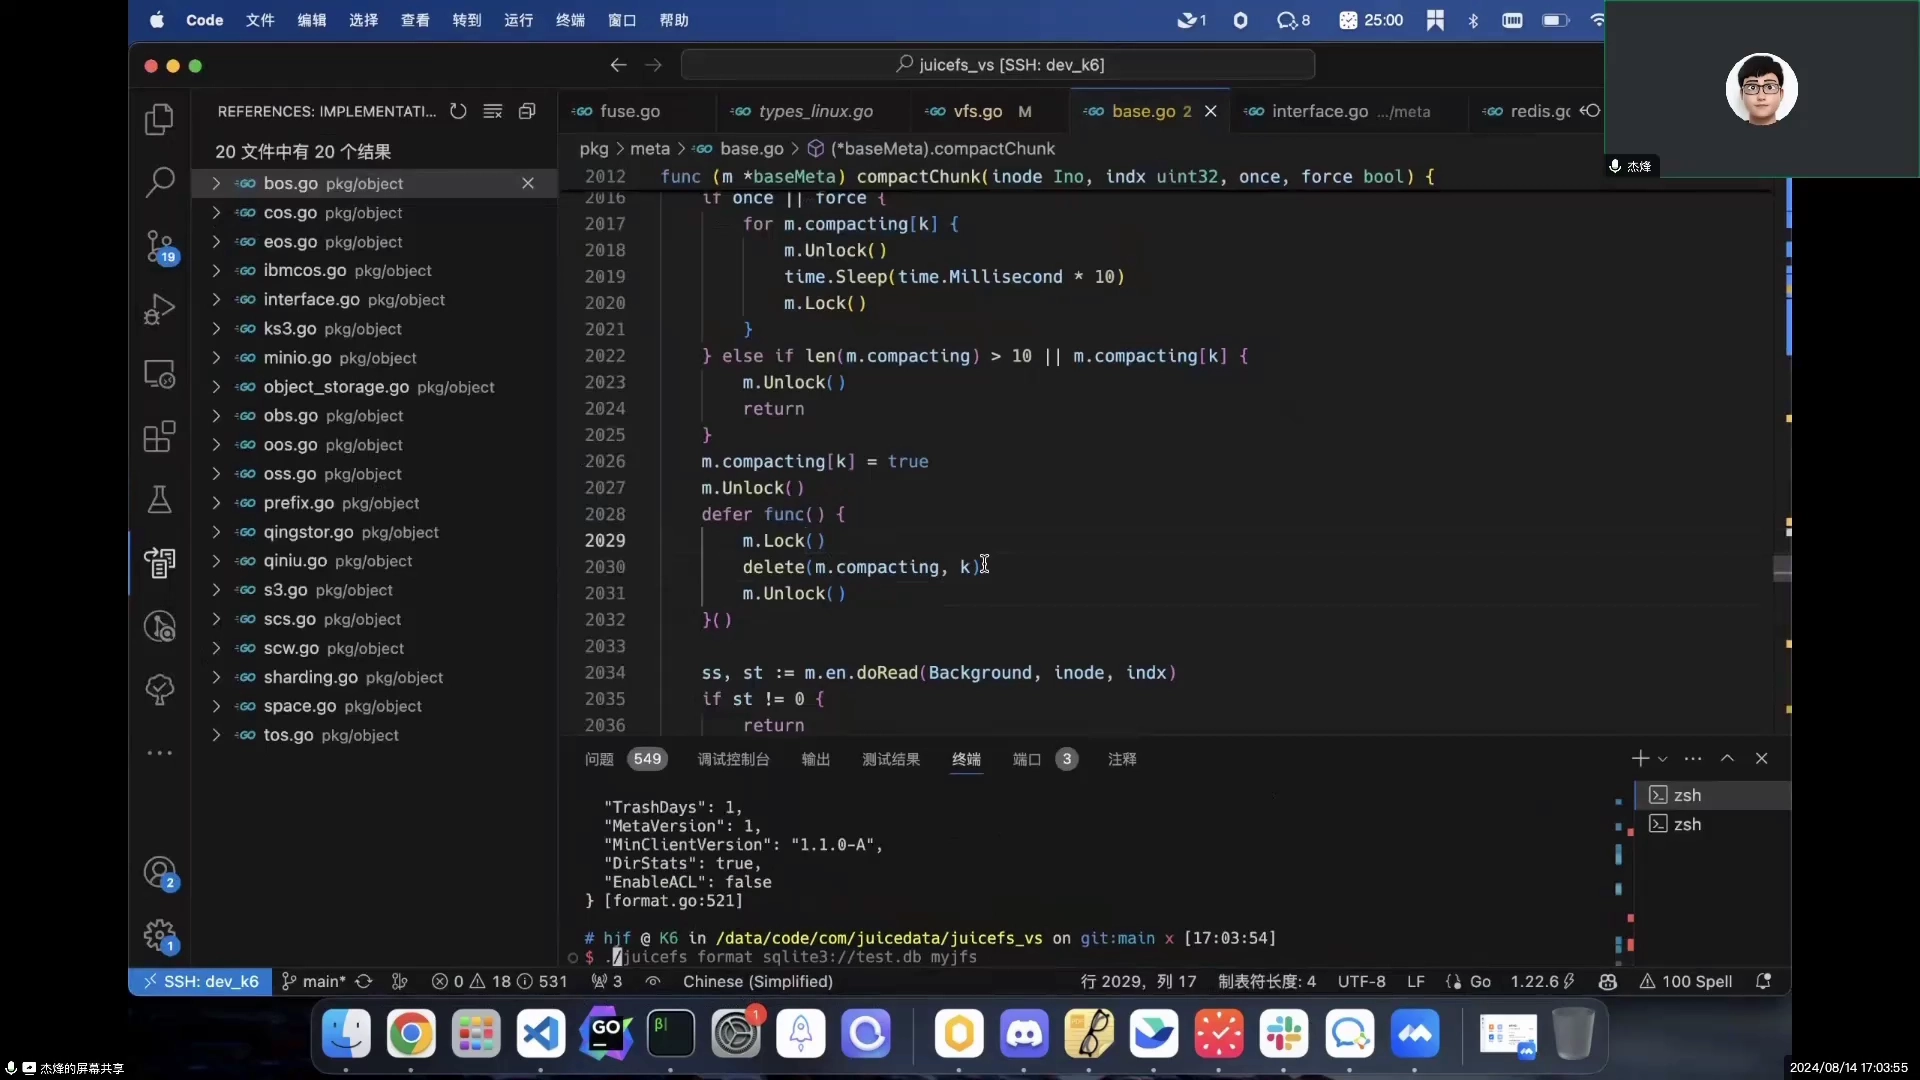 Code 文件 编辑 选择 查看 转到 运行 终端 窗口 帮助 1 8 25:00
juicefs_vs [SSH: dev_k6]
杰烽
REFERENCES: IMPLEMENTATI...
20 文件中有 20 个结果
bos.go pkg/object
cos.go pkg/object
eos.go pkg/object
ibmcos.go pkg/object
interface.go pkg/object
ks3.go pkg/object
minio.go pkg/object
object_storage.go pkg/object
obs.go pkg/object
oos.go pkg/object
oss.go pkg/object
prefix.go pkg/object
qingstor.go pkg/object
qiniu.go pkg/object
s3.go pkg/object
scs.go pkg/object
scw.go pkg/object
sharding.go pkg/object
space.go pkg/object
tos.go pkg/object
19
2
1
fuse.go types_linux.go vfs.go M base.go 2 interface.go .../meta redis.go
pkg > meta > base.go > (*baseMeta).compactChunk
2012 func (m *baseMeta) compactChunk(inode Ino, indx uint32, once, force bool) {
2016 if once || force {
2017 for m.compacting[k] {
2018 m.Unlock()
2019 time.Sleep(time.Millisecond * 10)
2020 m.Lock()
2021 }
2022 } else if len(m.compacting) > 10 || m.compacting[k] {
2023 m.Unlock()
2024 return
2025 }
2026 m.compacting[k] = true
2027 m.Unlock()
2028 defer func() {
2029 m.Lock()
2030 delete(m.compacting, k)
2031 m.Unlock()
2032 }()
2033
2034 ss, st := m.en.doRead(Background, inode, indx)
2035 if st != 0 {
2036 return
问题 549 调试控制台 输出 测试结果 终端 端口 3 注释
"TrashDays": 1,
"MetaVersion": 1,
"MinClientVersion": "1.1.0-A",
"DirStats": true,
"EnableACL": false
} [format.go:521]
# hjf @ K6 in /data/code/com/juicedata/juicefs_vs on git:main x [17:03:54]
$ ./juicefs format sqlite3://test.db myjfs
zsh
zsh
SSH: dev_k6 main* 0 18 531 3 Chinese (Simplified) 行 2029，列 17 制表符长度: 4 UTF-8 LF Go 1.22.6 100 Spell
GO
1
杰烽的屏幕共享
2024/08/14 17:03:55